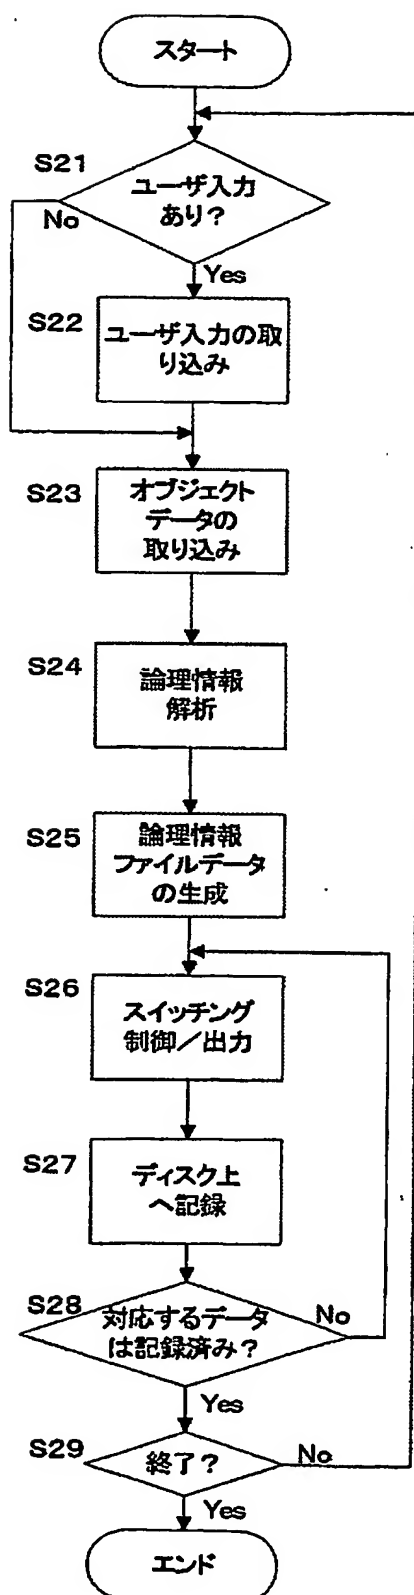 スタート
S21
ユーザ入力
あり?
No
Yes
S22
ユーザ入力の取
り込み
S23
オブジェクト
データの
取り込み
S24
論理情報
解析
S25
論理情報
ファイルデータ
の生成
S26
スイッチング
制御/出力
S27
ディスク上
へ記録
S28
対応するデータ
は記録済み?
No
Yes
S29
終了?
No
Yes
エンド